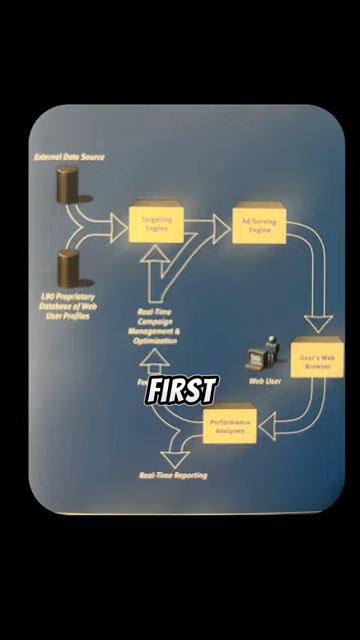 External Data Source
Targeting
Engine
Ad Serving
Engine
L90 Proprietary
Database of Web
User Profiles
Real-Time
Campaign
Management &
Optimization
User's Web
Browser
Web User
FIRST
Performance
Analyses
Real-Time Reporting